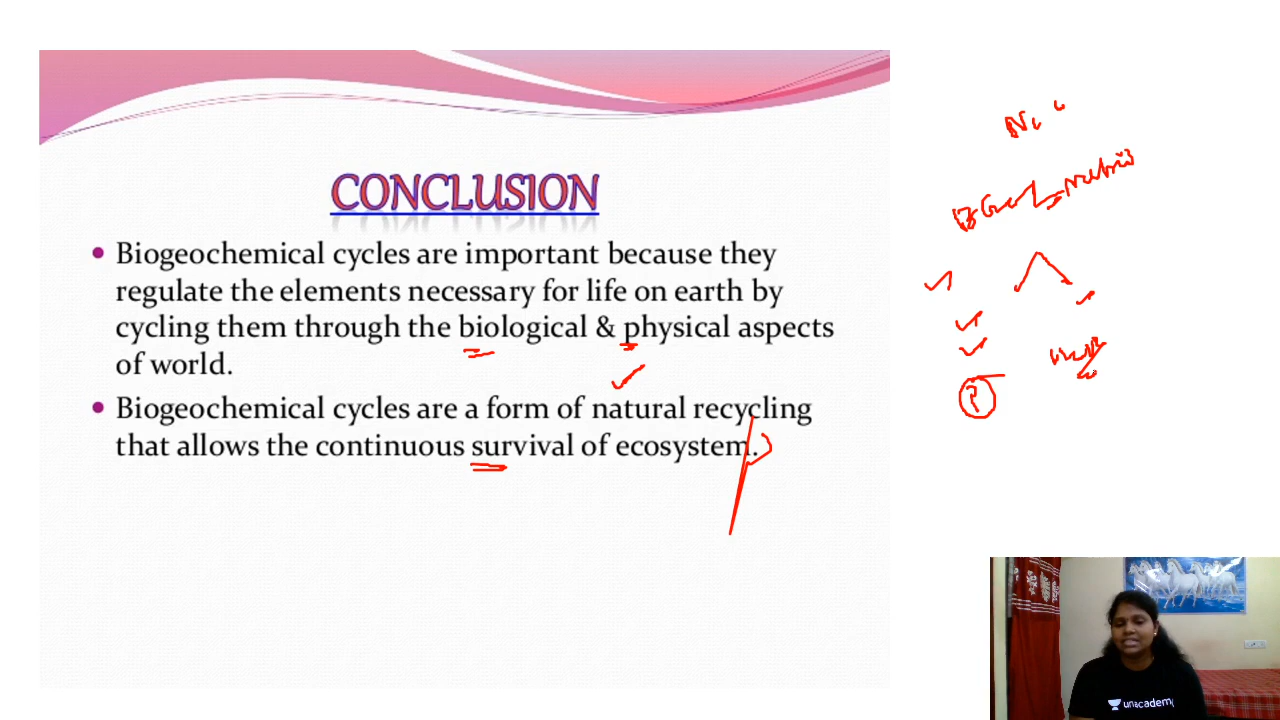 CONCLUSION
Biogeochemical cycles are important because they
regulate the elements necessary for life on earth by
cycling them through the biological & physical aspects
of world.
Biogeochemical cycles are a form of natural recycling
that allows the continuous survival of ecosystem.
unacademy